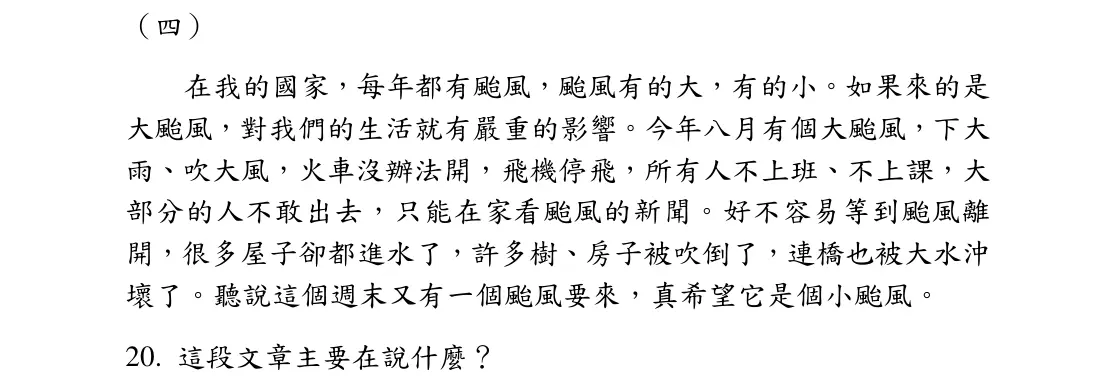 （四）
在我的國家，每年都有颱風，颱風有的大，有的小。如果來的是
大颱風，對我們的生活就有嚴重的影響。今年八月有個大颱風，下大
雨、吹大風，火車沒辦法開，飛機停飛，所有人不上班、不上課，大
部分的人不敢出去，只能在家看颱風的新聞。好不容易等到颱風離
開，很多屋子卻都進水了，許多樹、房子被吹倒了，連橋也被大水沖
壞了。聽說這個週末又有一個颱風要來，真希望它是個小颱風。
20. 這段文章主要在說什麼？